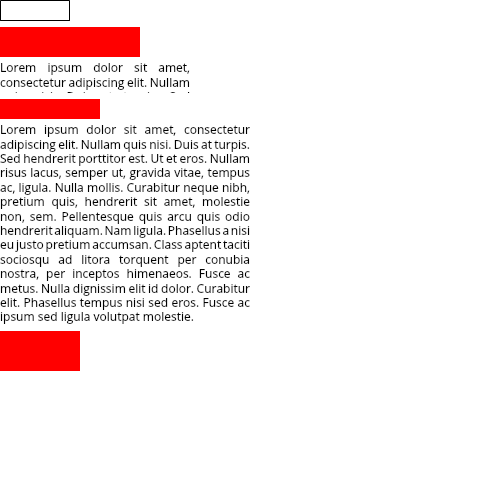 Lorem ipsum dolor sit amet,
consectetur adipiscing elit. Nullam
Lorem ipsum dolor sit amet, consectetur
adipiscing elit. Nullam quis nisi. Duis at turpis.
Sed hendrerit porttitor est. Ut et eros. Nullam
risus lacus, semper ut, gravida vitae, tempus
ac, ligula. Nulla mollis. Curabitur neque nibh,
pretium quis, hendrerit sit amet, molestie
non, sem. Pellentesque quis arcu quis odio
hendrerit aliquam. Nam ligula. Phasellus a nisi
eu justo pretium accumsan. Class aptent taciti
sociosqu ad litora torquent per conubia
nostra, per inceptos himenaeos. Fusce ac
metus. Nulla dignissim elit id dolor. Curabitur
elit. Phasellus tempus nisi sed eros. Fusce ac
ipsum sed ligula volutpat molestie.